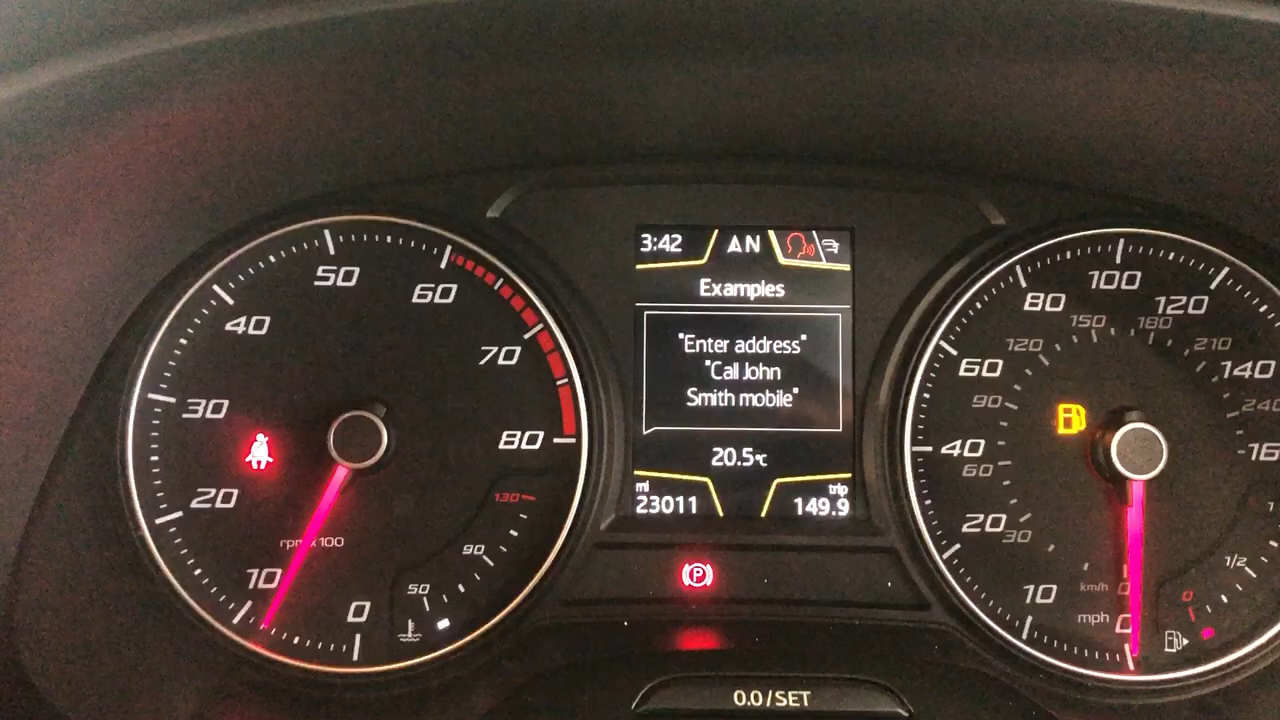 3:42 AN
Examples
"Enter address"
"Call John
Smith mobile"
20.5°C
mi
23011
trip
149.9
0.0/SET
0
10
20
30
40
50
60
70
80
rpm x100
50
90
130
P
0
10
20
40
60
80
100
120
140
mph
km/h
0
30
60
90
120
150
180
210
0
1/2